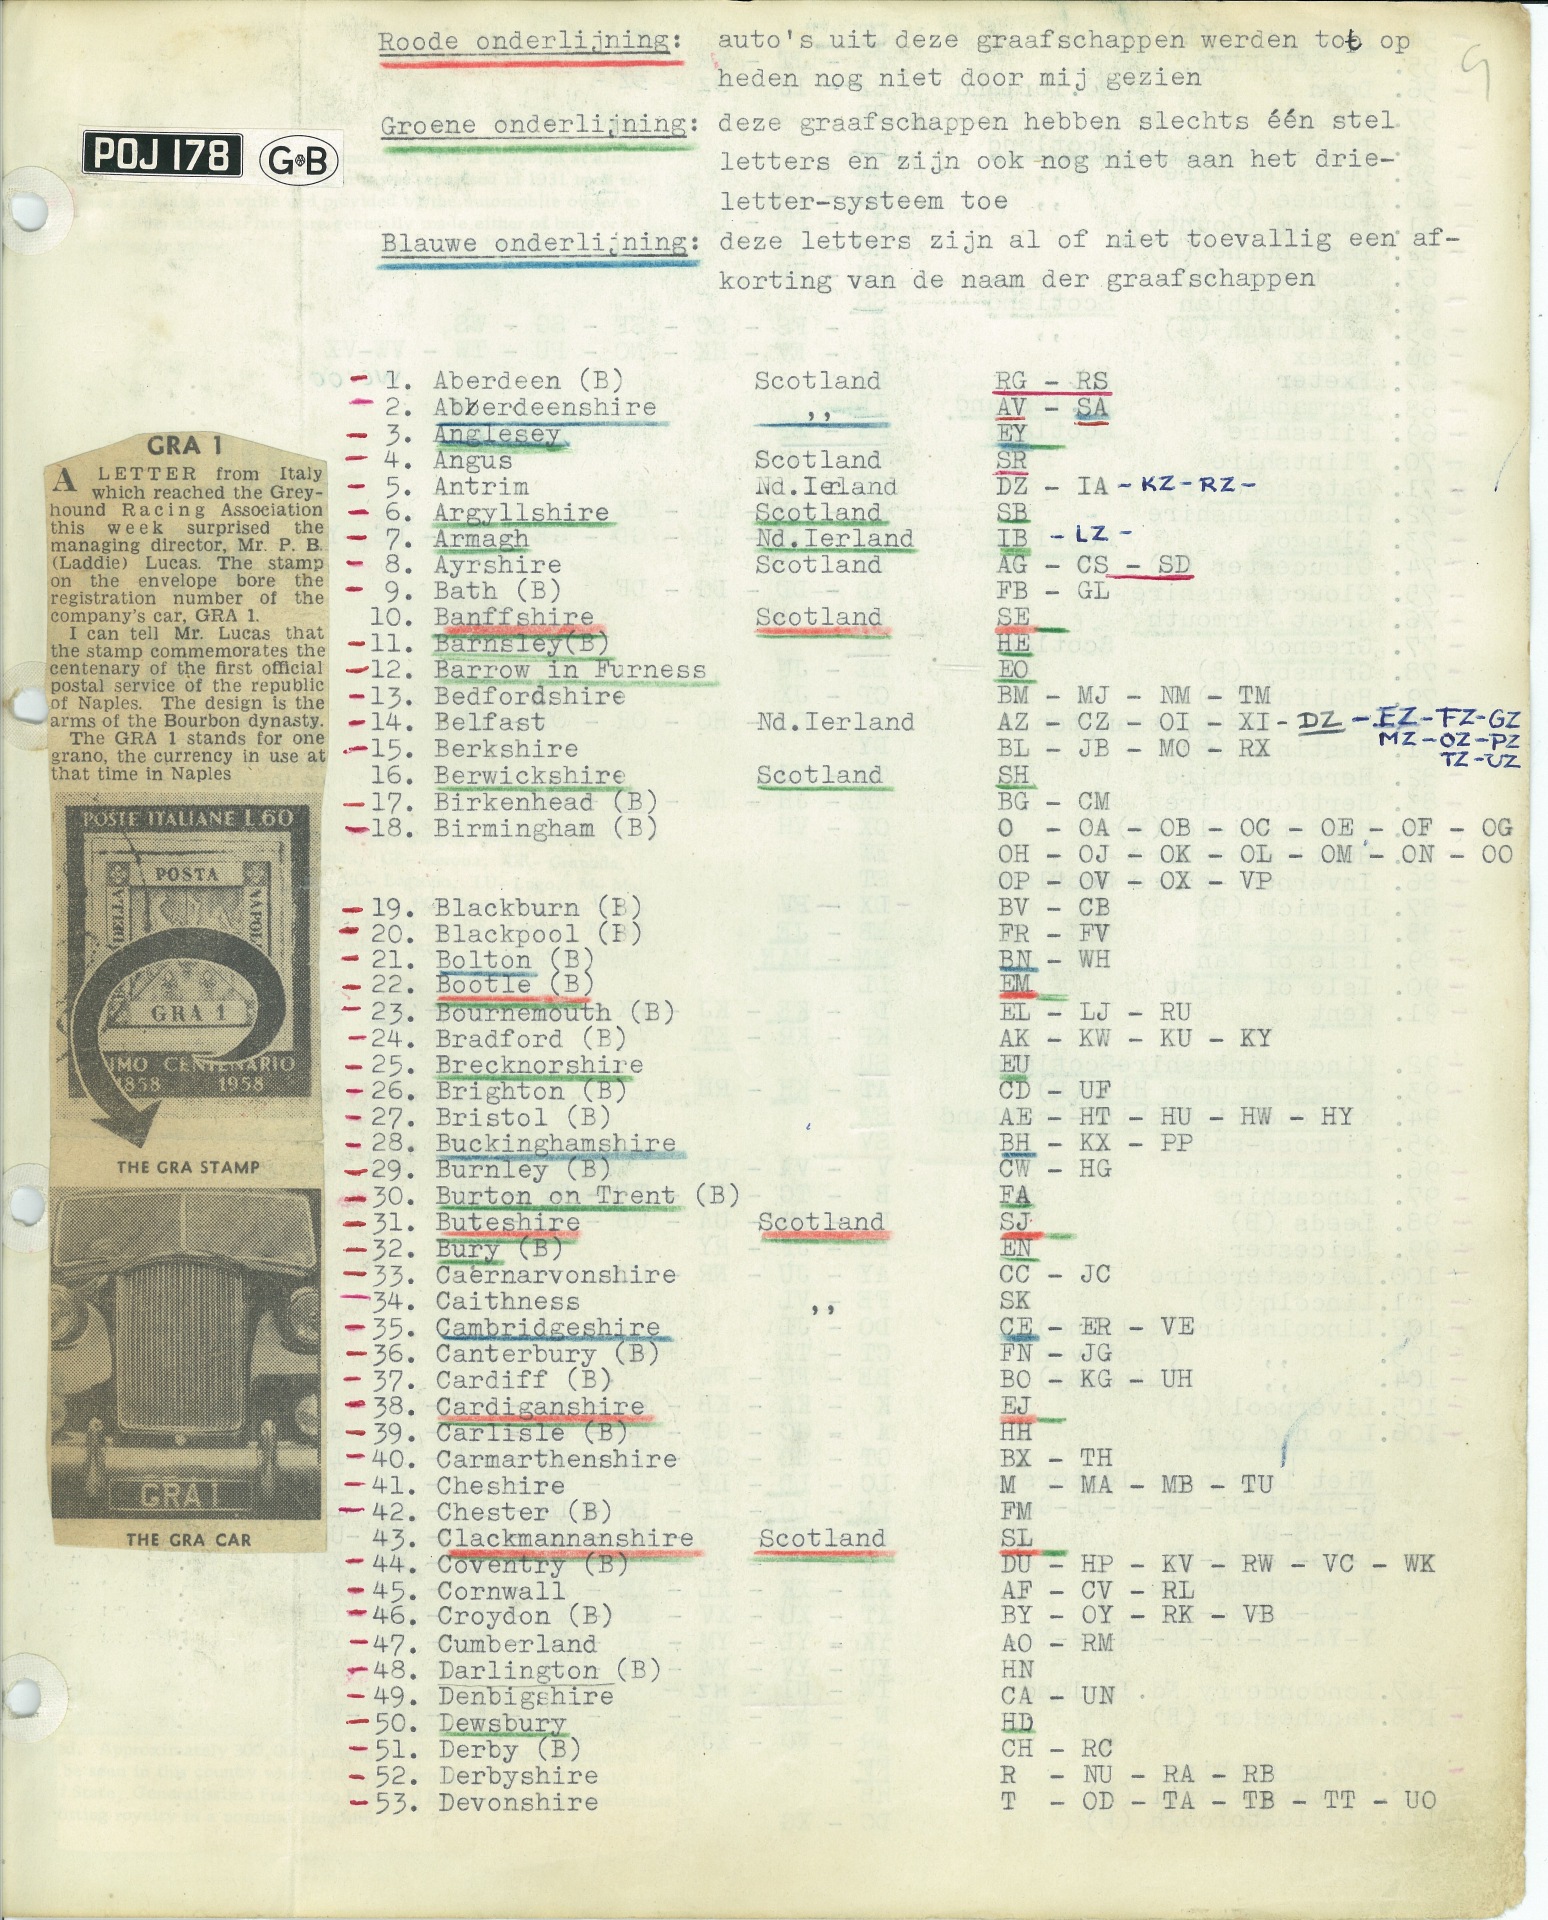 Roode onderlijning: auto's uit deze graafschappen werden tot op
heden nog niet door mij gezien
Groene onderlijning: deze graafschappen hebben slechts één stel
letters en zijn ook nog niet aan het drie-
letter-systeem toe
Blauwe onderlijning: deze letters zijn al of niet toevallig een af-
korting van de naam der graafschappen
9
POJ 178 GB
GRA 1
A LETTER from Italy
which reached the Grey-
hound Racing Association
this week surprised the
managing director, Mr. P. B.
(Laddie) Lucas. The stamp
on the envelope bore the
registration number of the
company's car, GRA 1.
I can tell Mr. Lucas that
the stamp commemorates the
centenary of the first official
postal service of the republic
of Naples. The design is the
arms of the Bourbon dynasty.
The GRA 1 stands for one
grano, the currency in use at
that time in Naples
POSTE ITALIANE L.60
POSTA
DELLA
NAPOL
GRA 1
IMO CENTENARIO
1858 1958
THE GRA STAMP
GRA 1
THE GRA CAR
- 1. Aberdeen (B) Scotland RG - RS
- 2. Abberdeenshire ,, AV - SA
- 3. Anglesey EY
- 4. Angus Scotland SR
- 5. Antrim Nd.Ierland DZ - IA - KZ - RZ -
- 6. Argyllshire Scotland SB
- 7. Armagh Nd.Ierland IB - LZ -
- 8. Ayrshire Scotland AG - CS - SD
- 9. Bath (B) FB - GL
10. Banffshire Scotland SE
- 11. Barnsley(B) HE
- 12. Barrow in Furness EO
- 13. Bedfordshire BM - MJ - NM - TM
- 14. Belfast Nd.Ierland AZ - CZ - OI - XI - DZ - EZ - FZ - GZ
MZ - OZ - PZ
TZ - UZ
- 15. Berkshire BL - JB - MO - RX
16. Berwickshire Scotland SH
- 17. Birkenhead (B) BG - CM
- 18. Birmingham (B) O - OA - OB - OC - OE - OF - OG
OH - OJ - OK - OL - OM - ON - OO
OP - OV - OX - VP
- 19. Blackburn (B) BV - CB
- 20. Blackpool (B) FR - FV
- 21. Bolton (B) BN - WH
- 22. Bootle (B) EM
- 23. Bournemouth (B) EL - LJ - RU
- 24. Bradford (B) AK - KW - KU - KY
- 25. Brecknorshire EU
- 26. Brighton (B) CD - UF
- 27. Bristol (B) AE - HT - HU - HW - HY
- 28. Buckinghamshire BH - KX - PP
- 29. Burnley (B) CW - HG
- 30. Burton on Trent (B) FA
- 31. Buteshire Scotland SJ
- 32. Bury (B) EN
- 33. Caernarvonshire CC - JC
- 34. Caithness ,, SK
- 35. Cambridgeshire CE - ER - VE
- 36. Canterbury (B) FN - JG
- 37. Cardiff (B) BO - KG - UH
- 38. Cardiganshire EJ
- 39. Carlisle (B) HH
- 40. Carmarthenshire BX - TH
- 41. Cheshire M - MA - MB - TU
- 42. Chester (B) FM
43. Clackmannanshire Scotland SL
- 44. Coventry (B) DU - HP - KV - RW - VC - WK
- 45. Cornwall AF - CV - RL
- 46. Croydon (B) BY - OY - RK - VB
- 47. Cumberland AO - RM
- 48. Darlington (B) HN
- 49. Denbigshire CA - UN
- 50. Dewsbury HD
- 51. Derby (B) CH - RC
- 52. Derbyshire R - NU - RA - RB
- 53. Devonshire T - OD - TA - TB - TT - UO